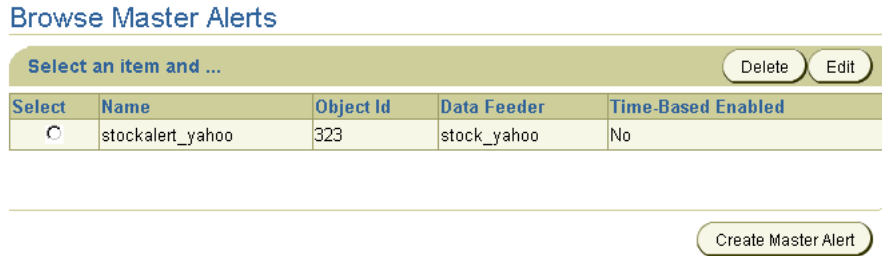 Browse Master Alerts
Select an item and ... Delete Edit
Select Name Object Id Data Feeder Time-Based Enabled
stockalert_yahoo 323 stock_yahoo No
Create Master Alert